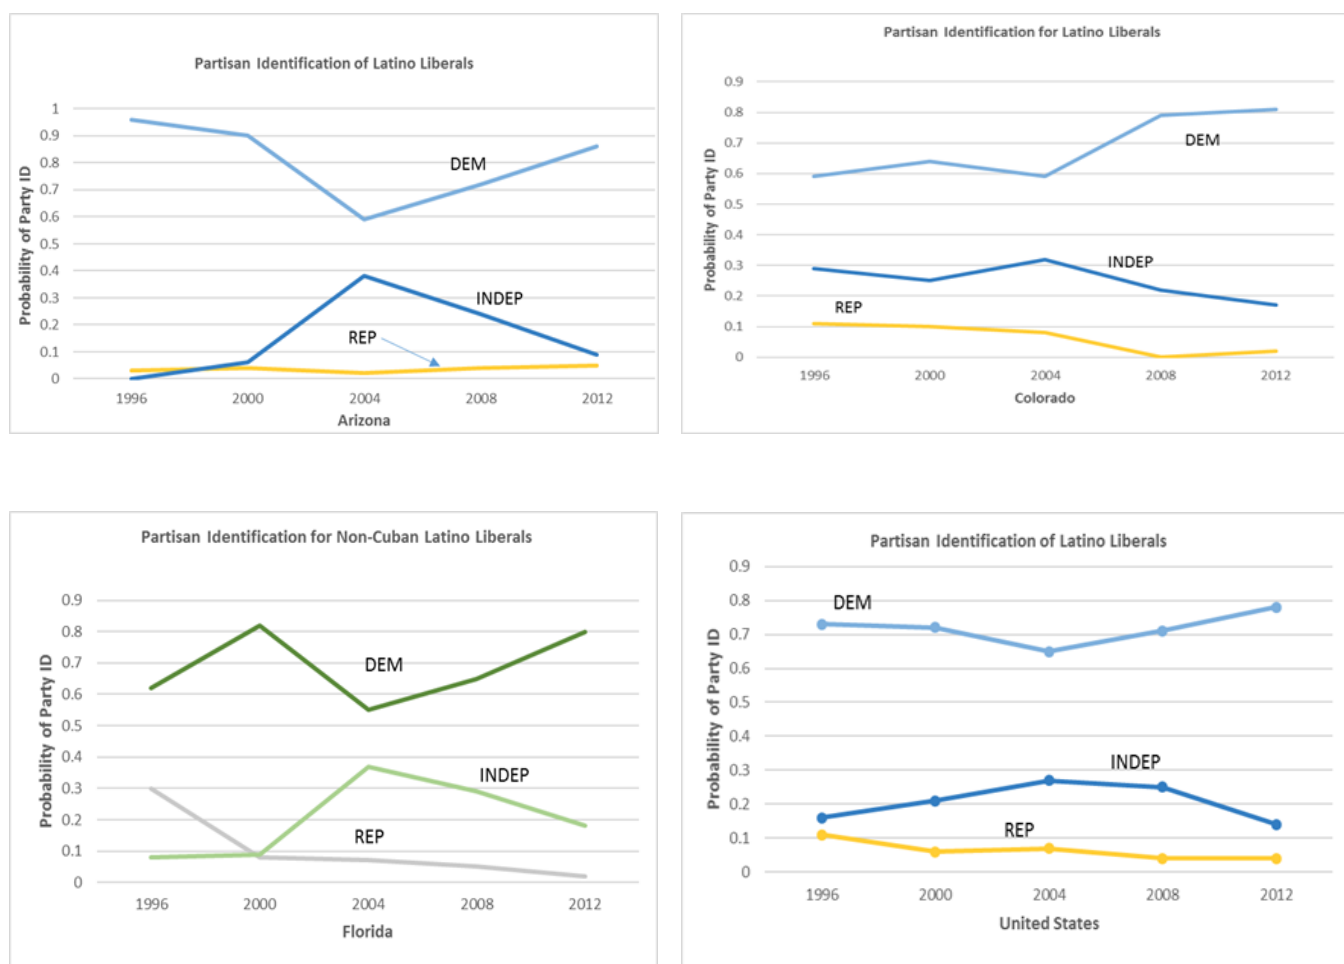 Partisan Identification of Latino Liberals
Probability of Party ID
1
0.9
0.8
0.7
0.6
0.5
0.4
0.3
0.2
0.1
0
DEM
INDEP
REP
1996 2000 2004 2008 2012
Arizona
Partisan Identification for Latino Liberals
Probability of Party ID
0.9
0.8
0.7
0.6
0.5
0.4
0.3
0.2
0.1
0
DEM
INDEP
REP
1996 2000 2004 2008 2012
Colorado
Partisan Identification for Non-Cuban Latino Liberals
Probability of Party ID
0.9
0.8
0.7
0.6
0.5
0.4
0.3
0.2
0.1
0
DEM
INDEP
REP
1996 2000 2004 2008 2012
Florida
Partisan Identification of Latino Liberals
Probability of Party ID
0.9
0.8
0.7
0.6
0.5
0.4
0.3
0.2
0.1
0
DEM
INDEP
REP
1996 2000 2004 2008 2012
United States